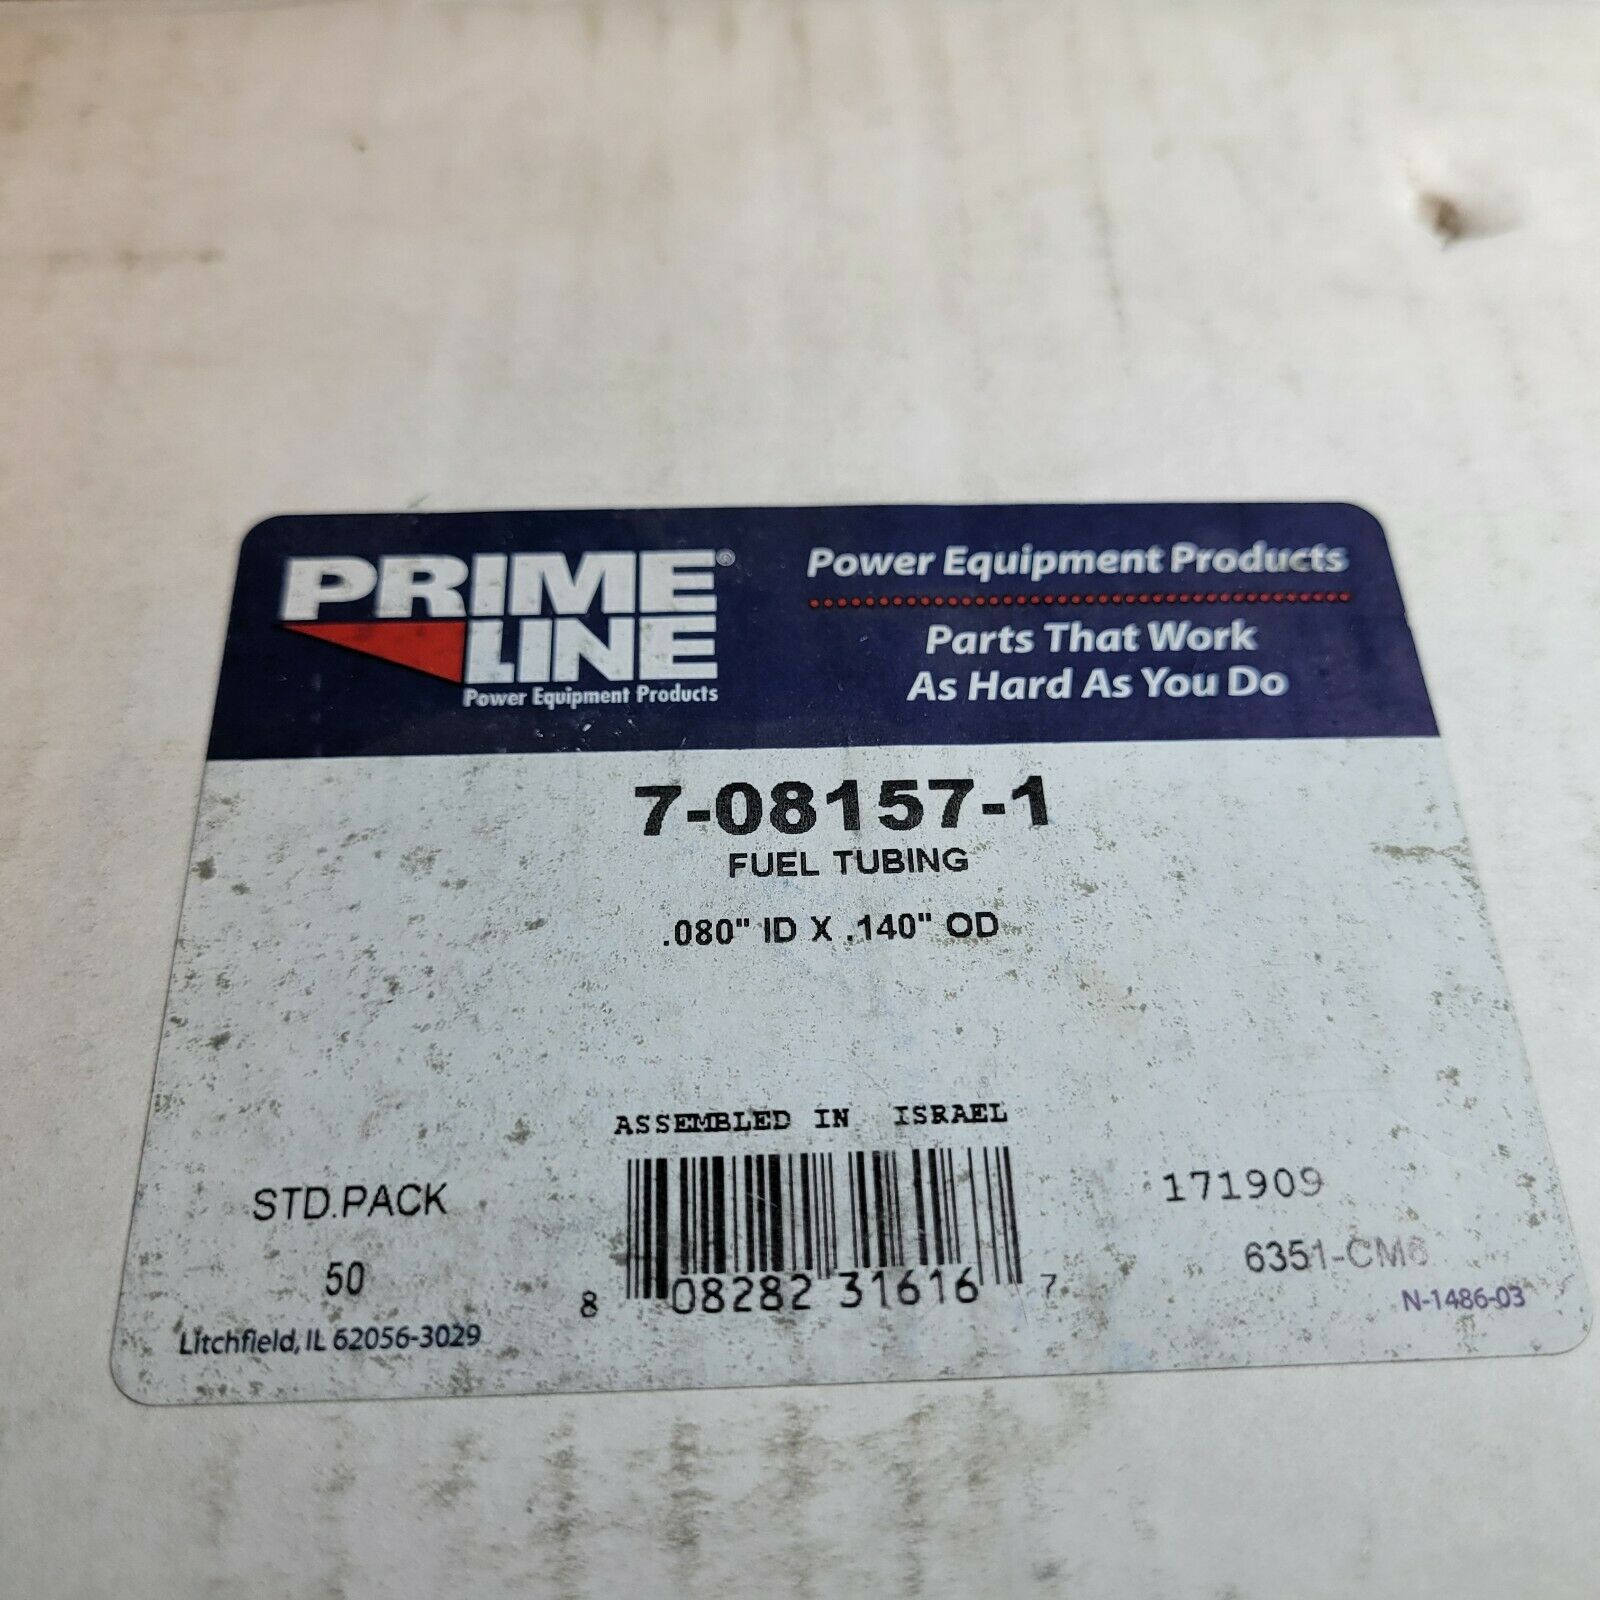 PRIME®
LINE
Power Equipment Products
Power Equipment Products
Parts That Work
As Hard As You Do
7-08157-1
FUEL TUBING
.080" ID X .140" OD
ASSEMBLED IN ISRAEL
STD.PACK
50
8 08282 31616 7
171909
6351-CM6
N-1486-03
Litchfield, IL 62056-3029